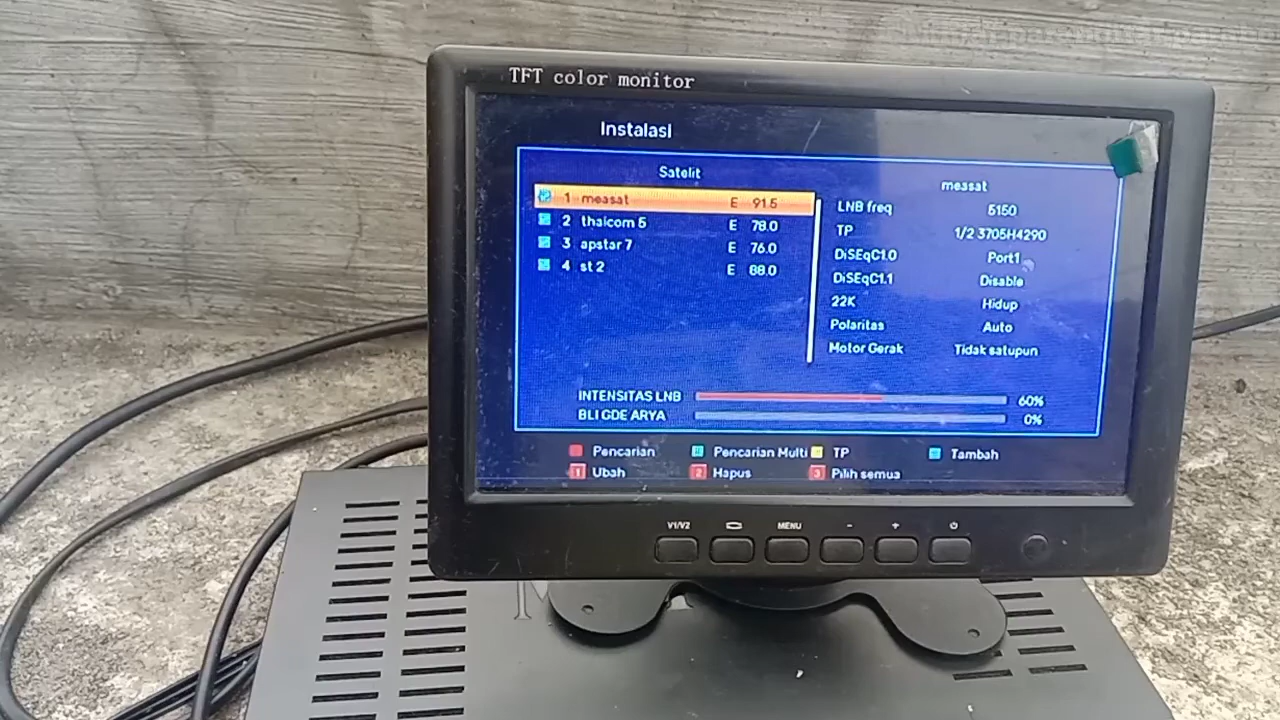 TFT color monitor
Instalasi
Satelit
1 measat E 91.5
2 thaicom 5 E 78.0
3 apstar 7 E 76.0
4 st 2 E 88.0
measat
LNB freq 5150
TP 1/2 3705H4290
DiSEqC1.0 Port1
DiSEqC1.1 Disable
22K Hidup
Polaritas Auto
Motor Gerak Tidak satupun
INTENSITAS LNB 60%
BLI GDE ARYA 0%
Pencarian Pencarian Multi TP Tambah
1 Ubah 2 Hapus 3 Pilih semua
V1/V2 MENU - +